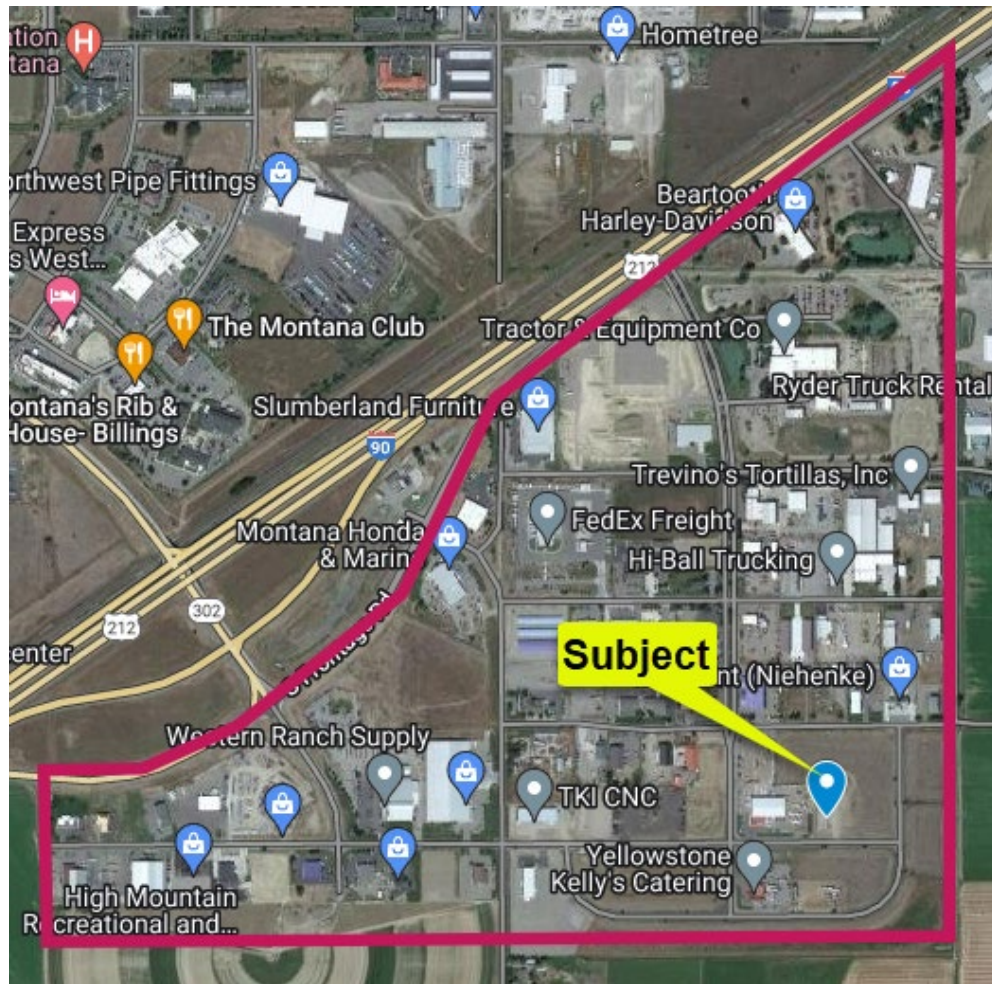 ation
tana
Hometree
orthwest Pipe Fittings
Beartooth
Harley-Davidson
Express
s West...
212
The Montana Club
Tractor & Equipment Co
Ryder Truck Rental
ontana's Rib &
House- Billings
Slumberland Furniture
90
Trevino's Tortillas, Inc
FedEx Freight
Montana Honda
& Marine
Hi-Ball Trucking
302
212
center
Subject
nt (Niehenke)
Western Ranch Supply
TKI CNC
Yellowstone
Kelly's Catering
High Mountain
Recreational and...